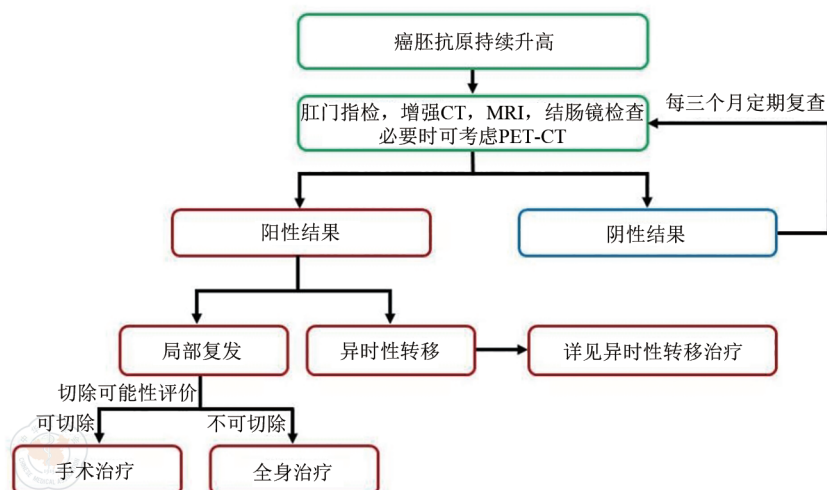 癌胚抗原持续升高
肛门指检，增强CT，MRI，结肠镜检查
必要时可考虑PET-CT
每三个月定期复查
阳性结果
阴性结果
局部复发
异时性转移
详见异时性转移治疗
切除可能性评价
可切除
不可切除
手术治疗
全身治疗